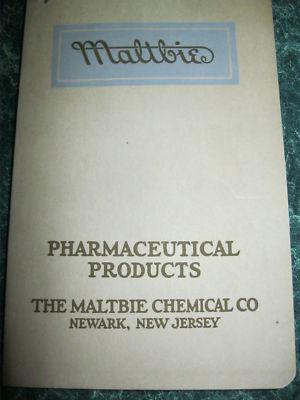 Maltbie
PHARMACEUTICAL
PRODUCTS
THE MALTBIE CHEMICAL CO
NEWARK, NEW JERSEY